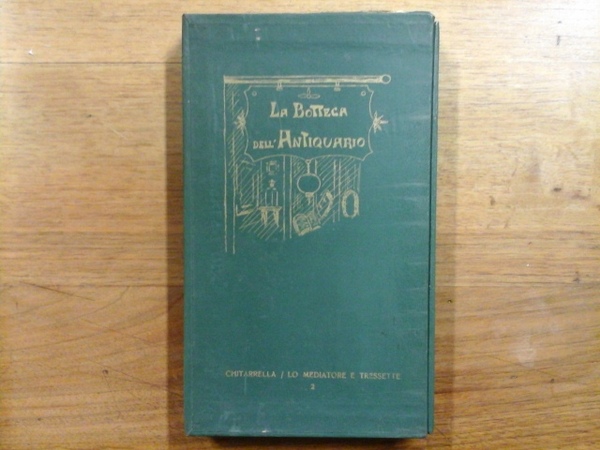 LA BOTTEGA
DELL'ANTIQUARIO
CHITARRELLA / LO MEDIATORE E TRESSETTE
2